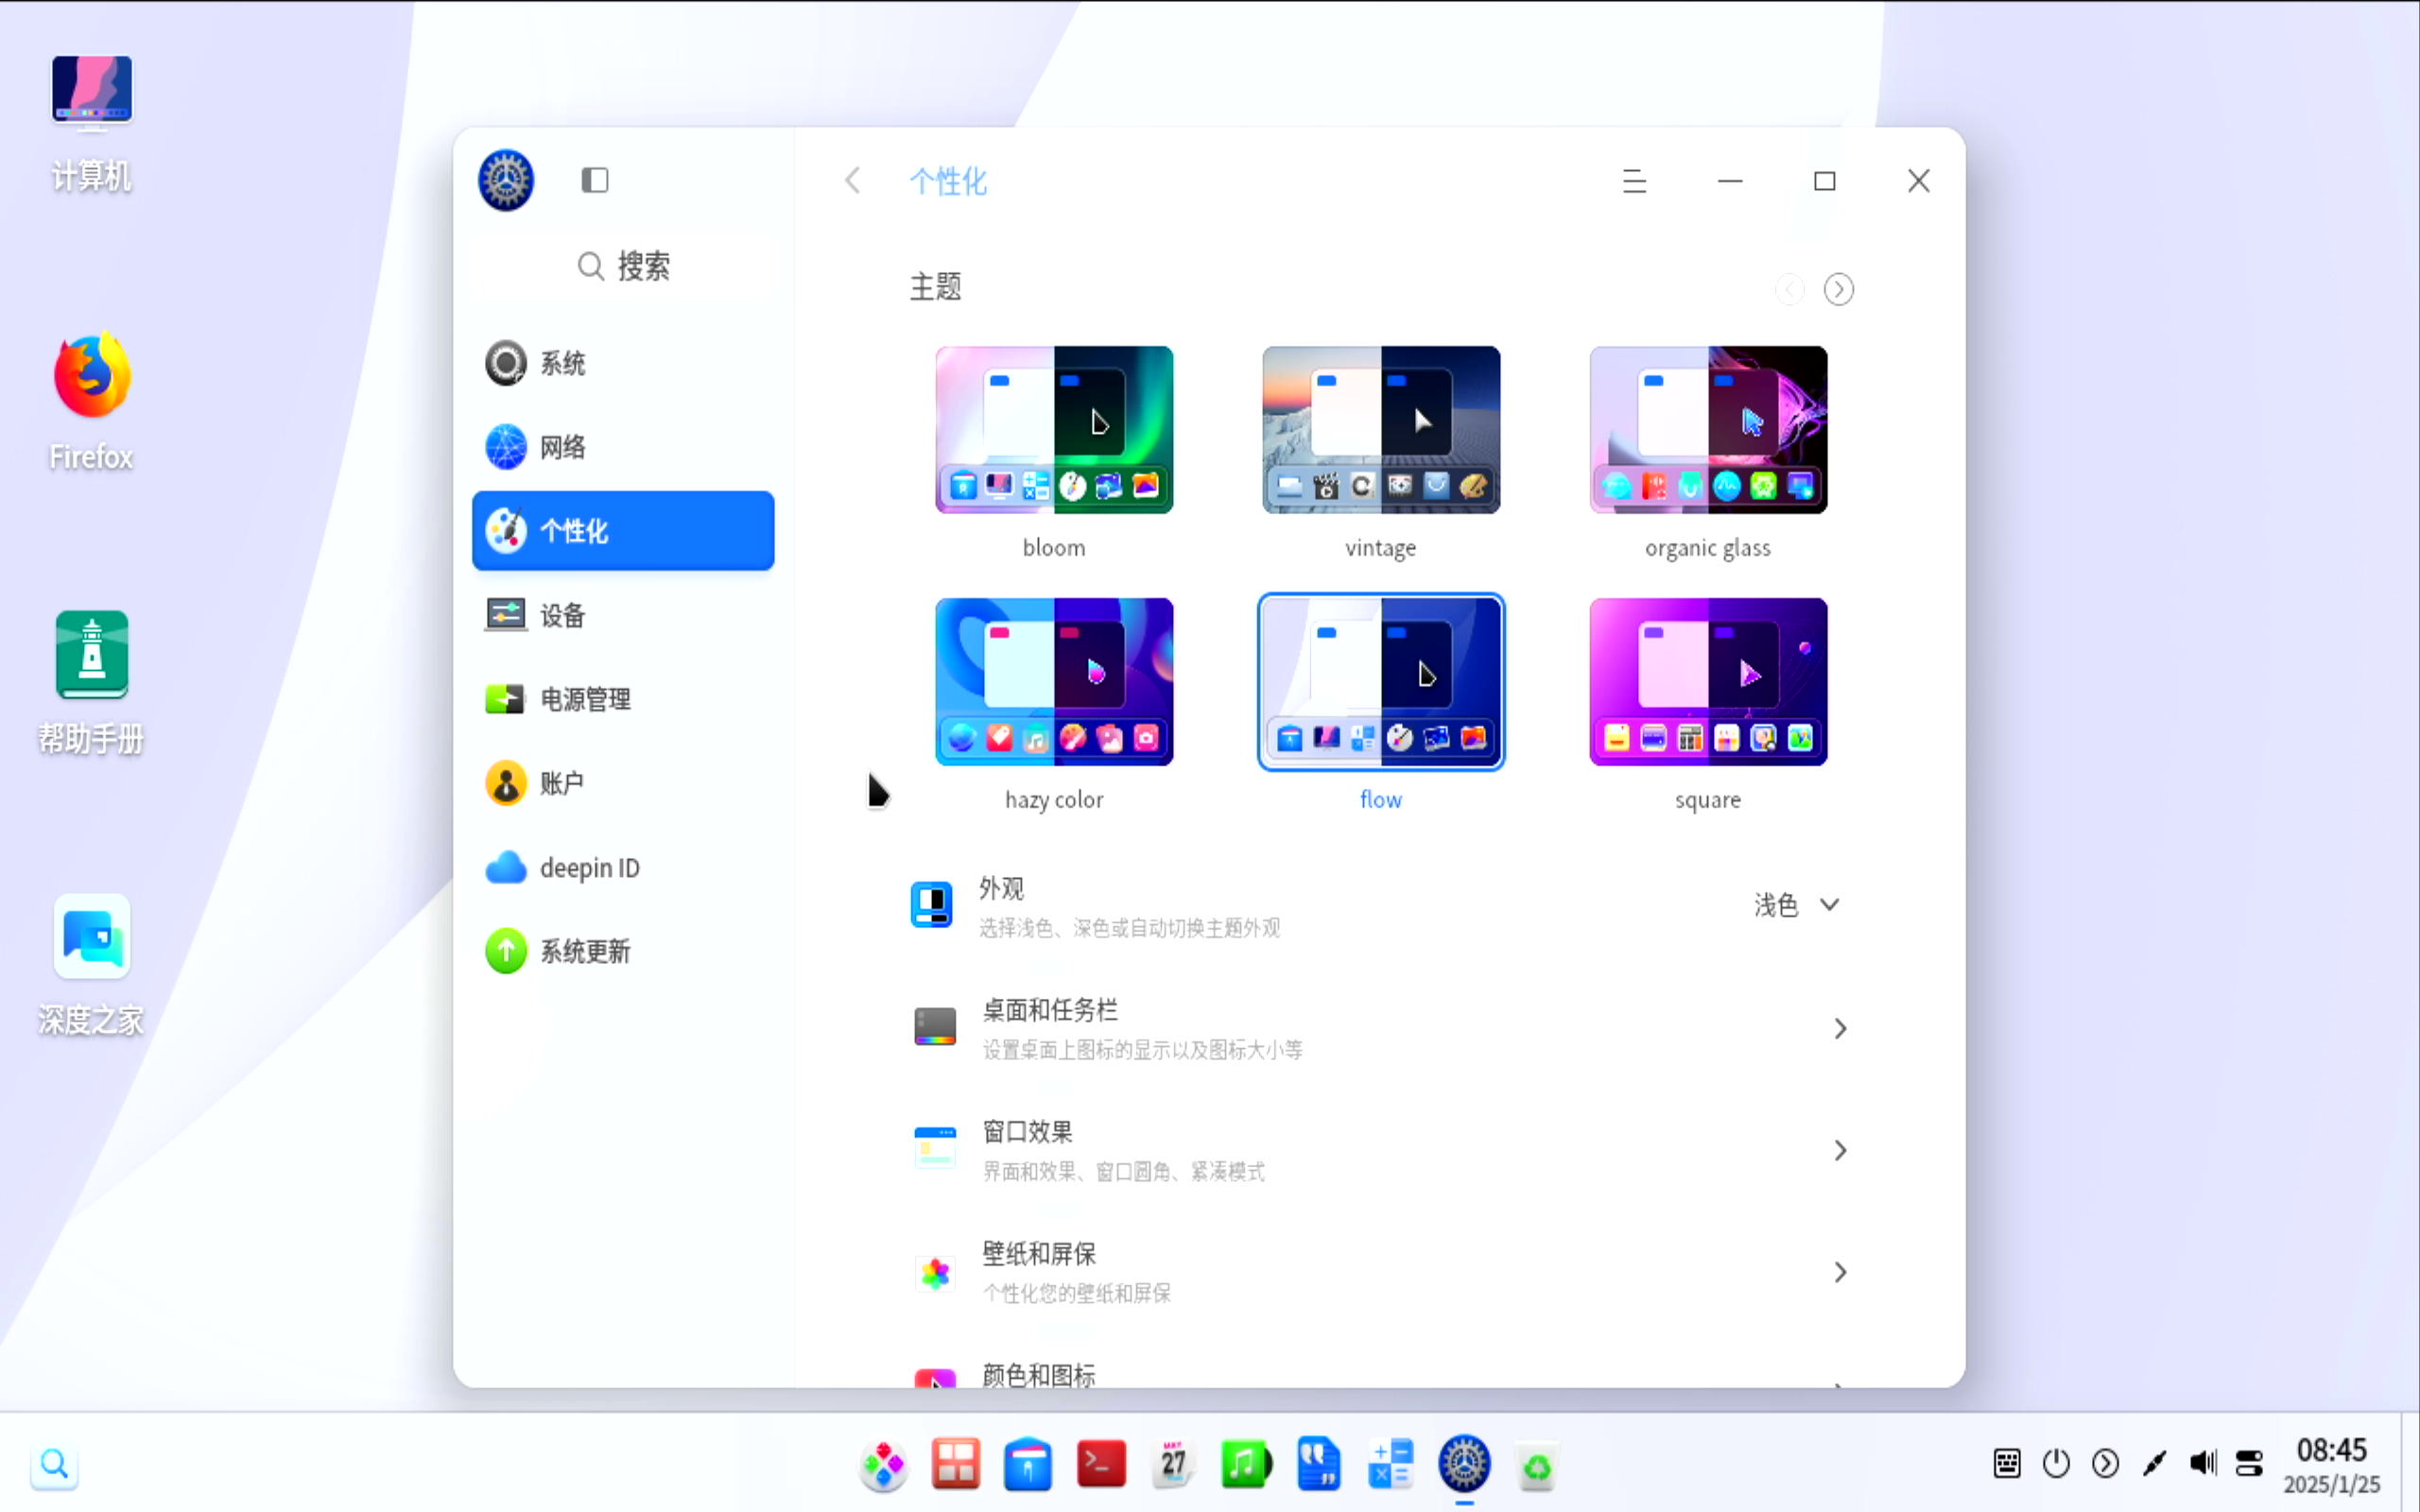 计算机
Firefox
帮助手册
深度之家
搜索
系统
网络
个性化
设备
电源管理
账户
deepin ID
系统更新
个性化
主题
bloom
vintage
organic glass
hazy color
flow
square
外观
选择浅色、深色或自动切换主题外观
浅色
桌面和任务栏
设置桌面上图标的显示以及图标大小等
窗口效果
界面和效果、窗口圆角、紧凑模式
壁纸和屏保
个性化您的壁纸和屏保
颜色和图标
27
08:45
2025/1/25